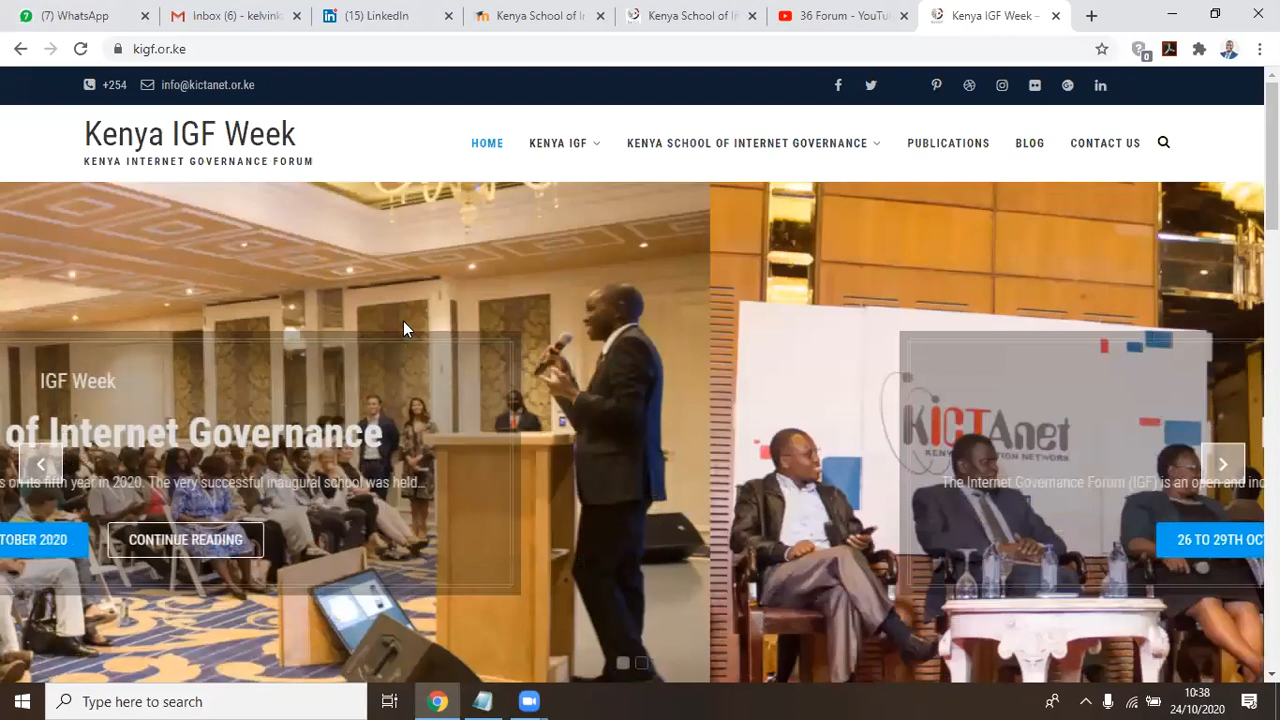 (7) WhatsApp
Inbox (6) - kelvink
(15) LinkedIn
Kenya School of In
Kenya School of I
36 Forum - YouTu
Kenya IGF Week –
kigf.or.ke
0
+254
info@kictanet.or.ke
Kenya IGF Week
KENYA INTERNET GOVERNANCE FORUM
HOME
KENYA IGF
KENYA SCHOOL OF INTERNET GOVERNANCE
PUBLICATIONS
BLOG
CONTACT US
IGF Week
of Internet Governance
s on its fifth year in 2020. The very successful inaugural school was held...
TOBER 2020
CONTINUE READING
KICTAnet
The Internet Governance Forum (IGF) is an open and inc
26 TO 29TH OCT
Type here to search
10:38
24/10/2020